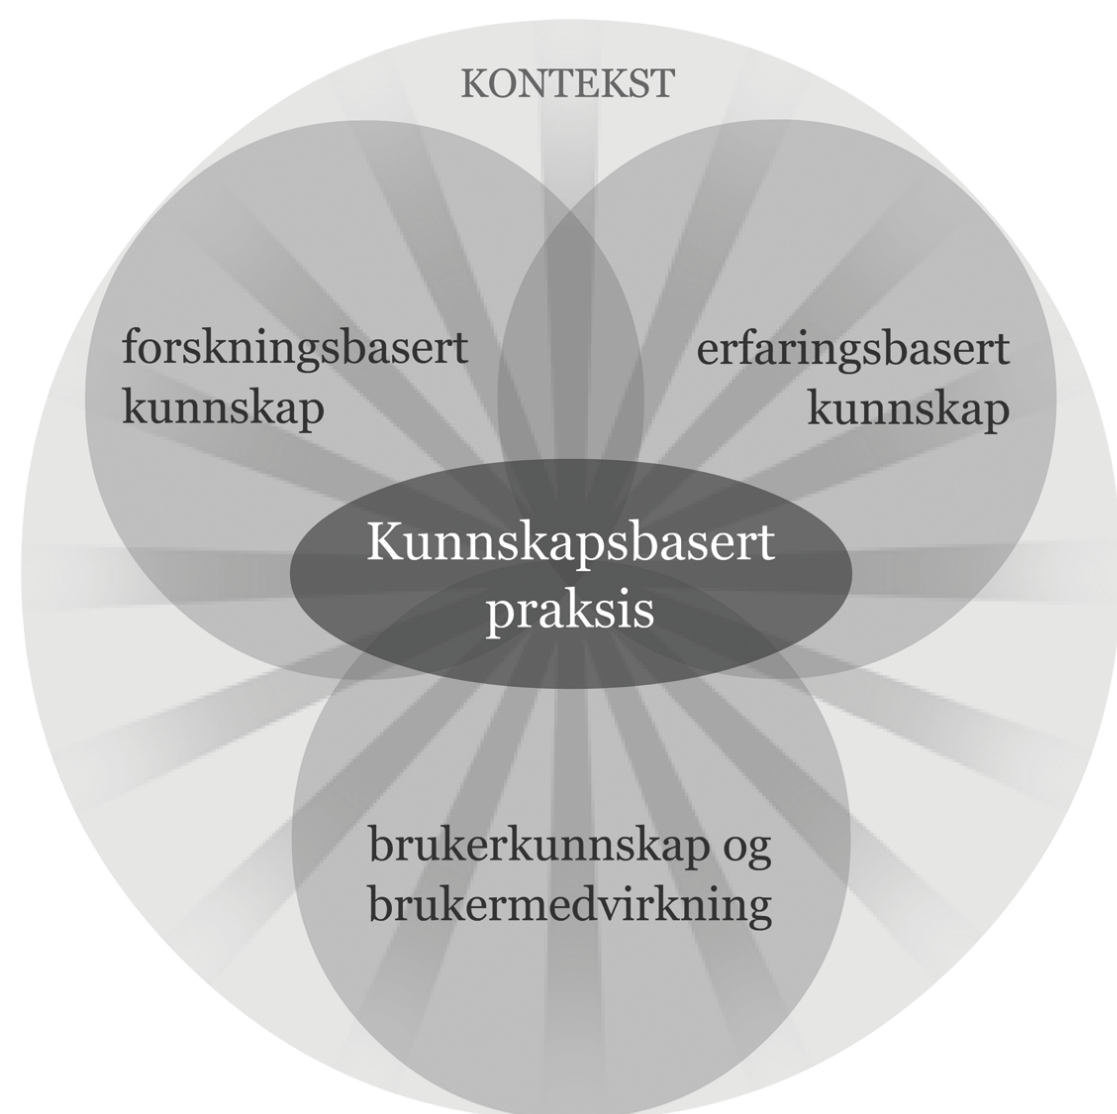 KONTEKST
forskningsbasert
kunnskap
erfaringsbasert
kunnskap
Kunnskapsbasert
praksis
brukerkunnskap og
brukermedvirkning